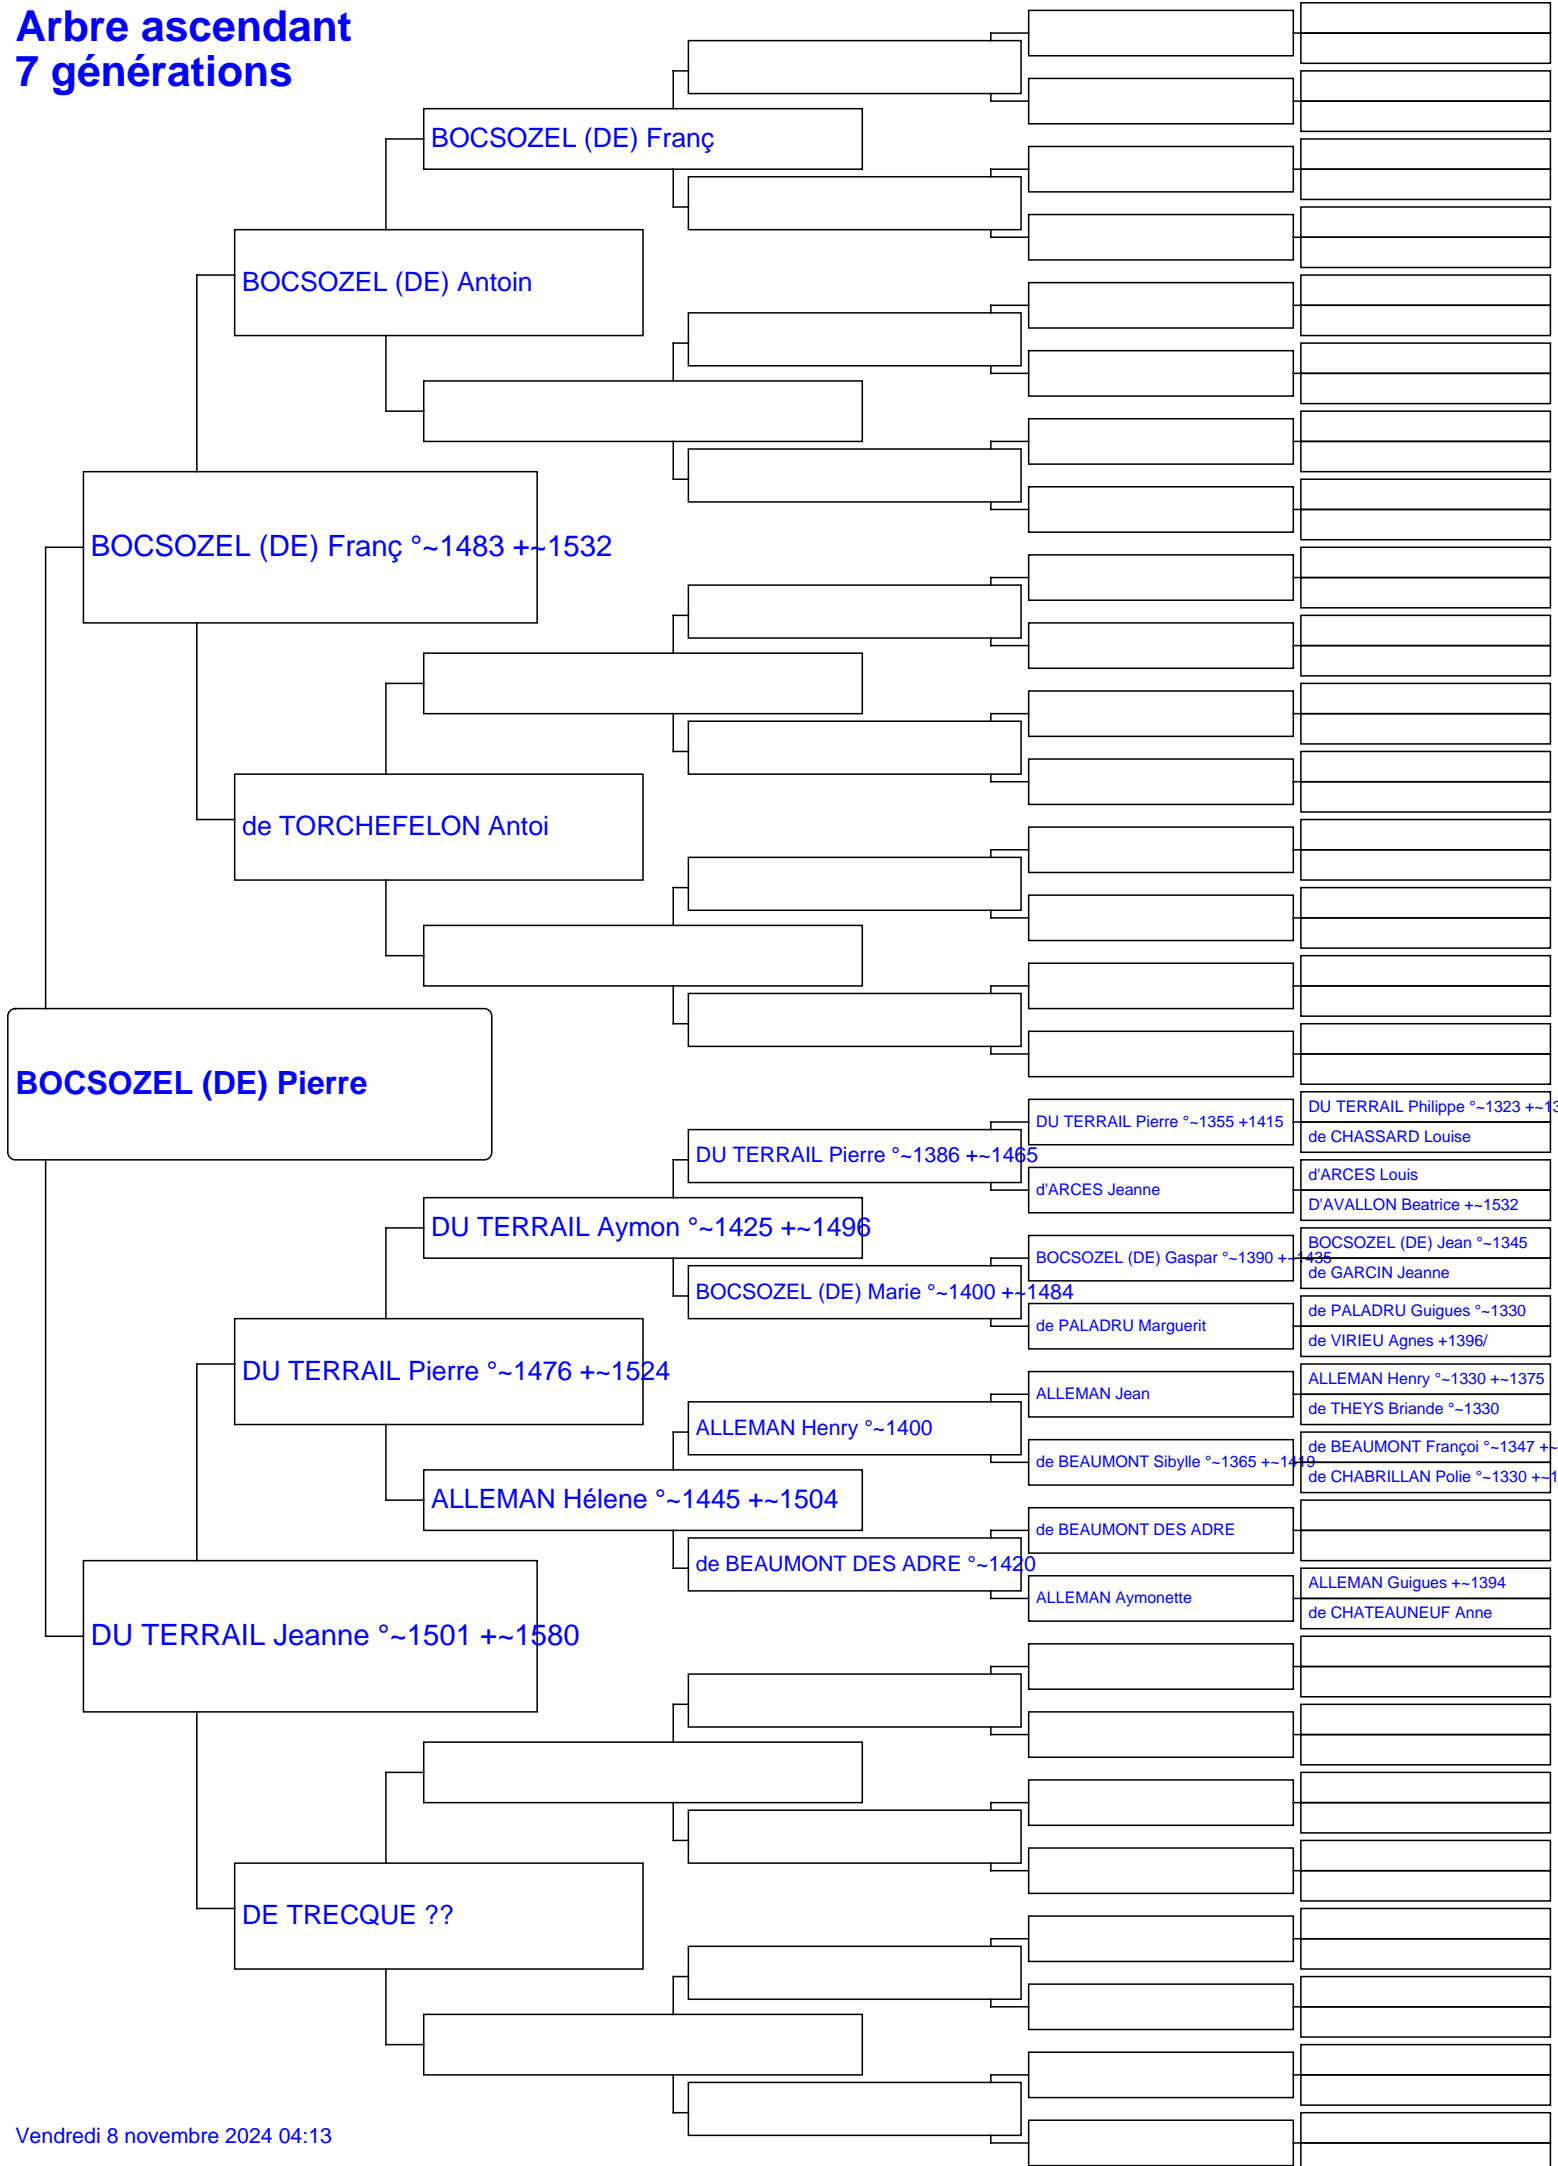 Arbre ascendant
7 générations
BOCSOZEL (DE) Franç
BOCSOZEL (DE) Antoin
BOCSOZEL (DE) Franç °~1483 +~1532
de TORCHEFELON Antoi
BOCSOZEL (DE) Pierre
DU TERRAIL Philippe °~1323 +~13
DU TERRAIL Pierre °~1355 +1415
de CHASSARD Louise
DU TERRAIL Pierre °~1386 +~1465
d'ARCES Louis
d'ARCES Jeanne
D'AVALLON Beatrice +~1532
DU TERRAIL Aymon °~1425 +~1496
BOCSOZEL (DE) Jean °~1345
BOCSOZEL (DE) Gaspar °~1390 +~1435
de GARCIN Jeanne
BOCSOZEL (DE) Marie °~1400 +~1484
de PALADRU Guigues °~1330
de PALADRU Marguerit
de VIRIEU Agnes +1396/
DU TERRAIL Pierre °~1476 +~1524
ALLEMAN Henry °~1330 +~1375
ALLEMAN Jean
de THEYS Briande °~1330
ALLEMAN Henry °~1400
de BEAUMONT Françoi °~1347 +~
de BEAUMONT Sibylle °~1365 +~1419
de CHABRILLAN Polie °~1330 +~1
ALLEMAN Hélene °~1445 +~1504
de BEAUMONT DES ADRE
de BEAUMONT DES ADRE °~1420
ALLEMAN Guigues +~1394
ALLEMAN Aymonette
de CHATEAUNEUF Anne
DU TERRAIL Jeanne °~1501 +~1580
DE TRECQUE ??
Vendredi 8 novembre 2024 04:13